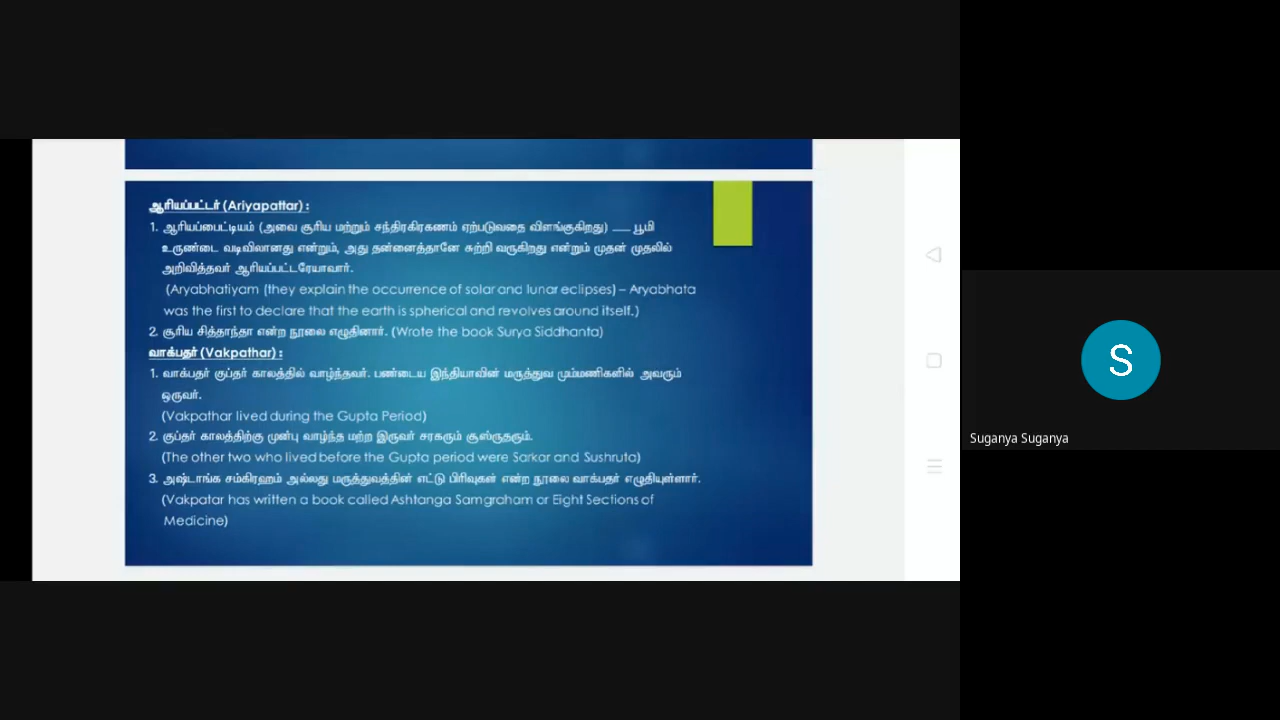 ஆரியப்பட்டர் (Ariyapattar) :
1. ஆரியப்பைட்டியம் (அவை சூரிய மற்றும் சந்திரகிரகணம் ஏற்படுவதை விளங்குகிறது) ___ பூமி
உருண்டை வடிவிலானது என்றும், அது தன்னைத்தானே சுற்றி வருகிறது என்றும் முதன் முதலில்
அறிவித்தவர் ஆரியப்பட்டரேயாவார்.
(Aryabhatiyam (they explain the occurrence of solar and lunar eclipses) – Aryabhata
was the first to declare that the earth is spherical and revolves around itself.)
2. சூரிய சித்தாந்தா என்ற நூலை எழுதினார். (Wrote the book Surya Siddhanta)
வாக்பதர் (Vakpathar) :
1. வாக்பதர் குப்தர் காலத்தில் வாழ்ந்தவர். பண்டைய இந்தியாவின் மருத்துவ மும்மணிகளில் அவரும்
ஒருவர்.
(Vakpathar lived during the Gupta Period)
2. குப்தர் காலத்திற்கு முன்பு வாழ்ந்த மற்ற இருவர் சரகரும் சூஸ்ருதரும்.
(The other two who lived before the Gupta period were Sarkar and Sushruta)
3. அஷ்டாங்க சம்கிரஹம் அல்லது மருத்துவத்தின் எட்டு பிரிவுகள் என்ற நூலை வாக்பதர் எழுதியுள்ளார்.
(Vakpatar has written a book called Ashtanga Samgraham or Eight Sections of
Medicine)
S
Suganya Suganya